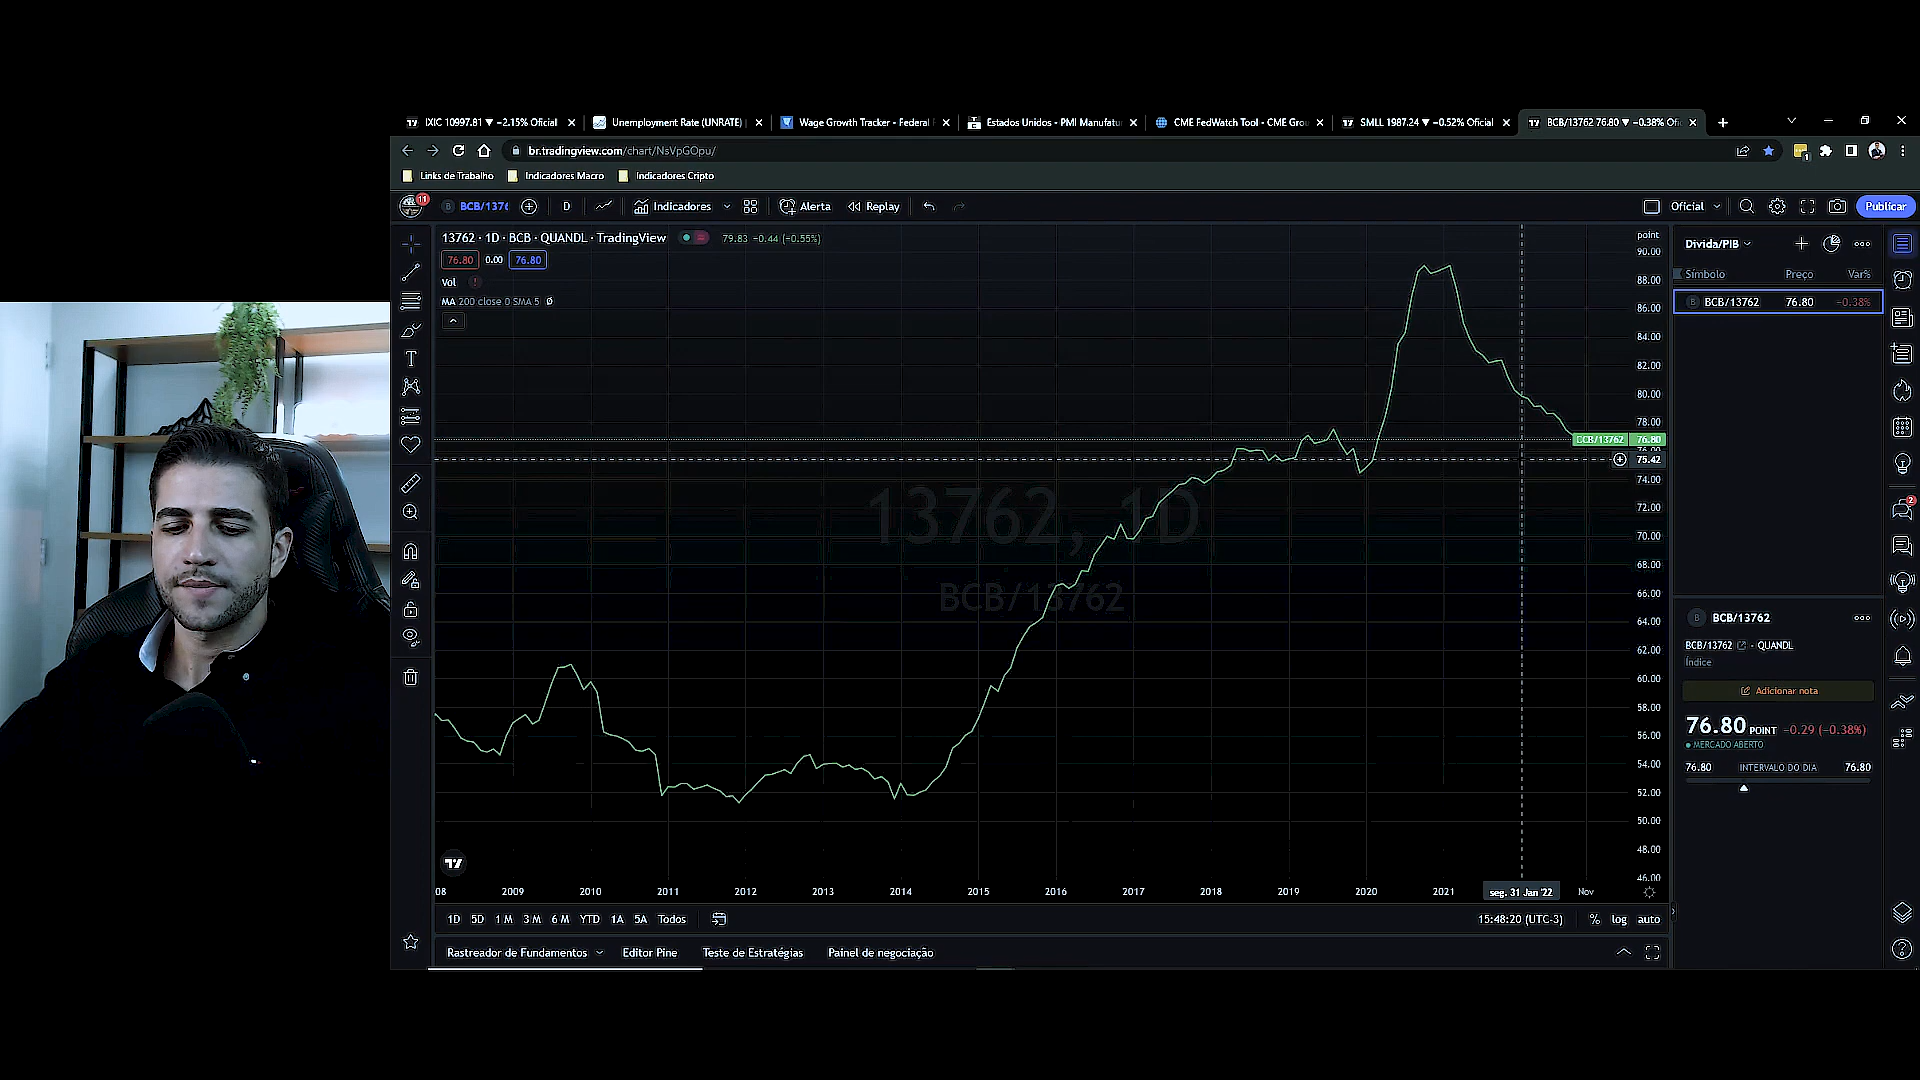 IXIC 10997.81 ▼ −2.15% Oficial
Unemployment Rate (UNRATE) |
Wage Growth Tracker - Federal
Estados Unidos - PMI Manufatu
CME FedWatch Tool - CME Grou
SMLL 1987.24 ▼ −0.52% Oficial
BCB/13762 76.80 ▼ −0.38% Ofi
br.tradingview.com/chart/NsVpGOpu/
Links de Trabalho
Indicadores Macro
Indicadores Cripto
11
BCB/1376
D
Indicadores
Alerta
Replay
Oficial
Publicar
13762 · 1D · BCB · QUANDL · TradingView
79.83 −0.44 (−0.55%)
76.80 0.00 76.80
Vol
MA 200 close 0 SMA 5
13762, 1D
BCB/13762
point
90.00
88.00
86.00
84.00
82.00
80.00
78.00
BCB/13762 76.80
76.00
75.42
74.00
72.00
70.00
68.00
66.00
64.00
62.00
60.00
58.00
56.00
54.00
52.00
50.00
48.00
46.00
08 2009 2010 2011 2012 2013 2014 2015 2016 2017 2018 2019 2020 2021 seg. 31 Jan '22 Nov
1D 5D 1 M 3 M 6 M YTD 1A 5A Todos
15:48:20 (UTC-3) % log auto
Rastreador de Fundamentos
Editor Pine
Teste de Estratégias
Painel de negociação
Divida/PIB
Símbolo Preço Var%
B BCB/13762 76.80 −0.38%
B BCB/13762
BCB/13762 - QUANDL
Índice
Adicionar nota
76.80 POINT −0.29 (−0.38%)
MERCADO ABERTO
76.80 INTERVALO DO DIA 76.80
2